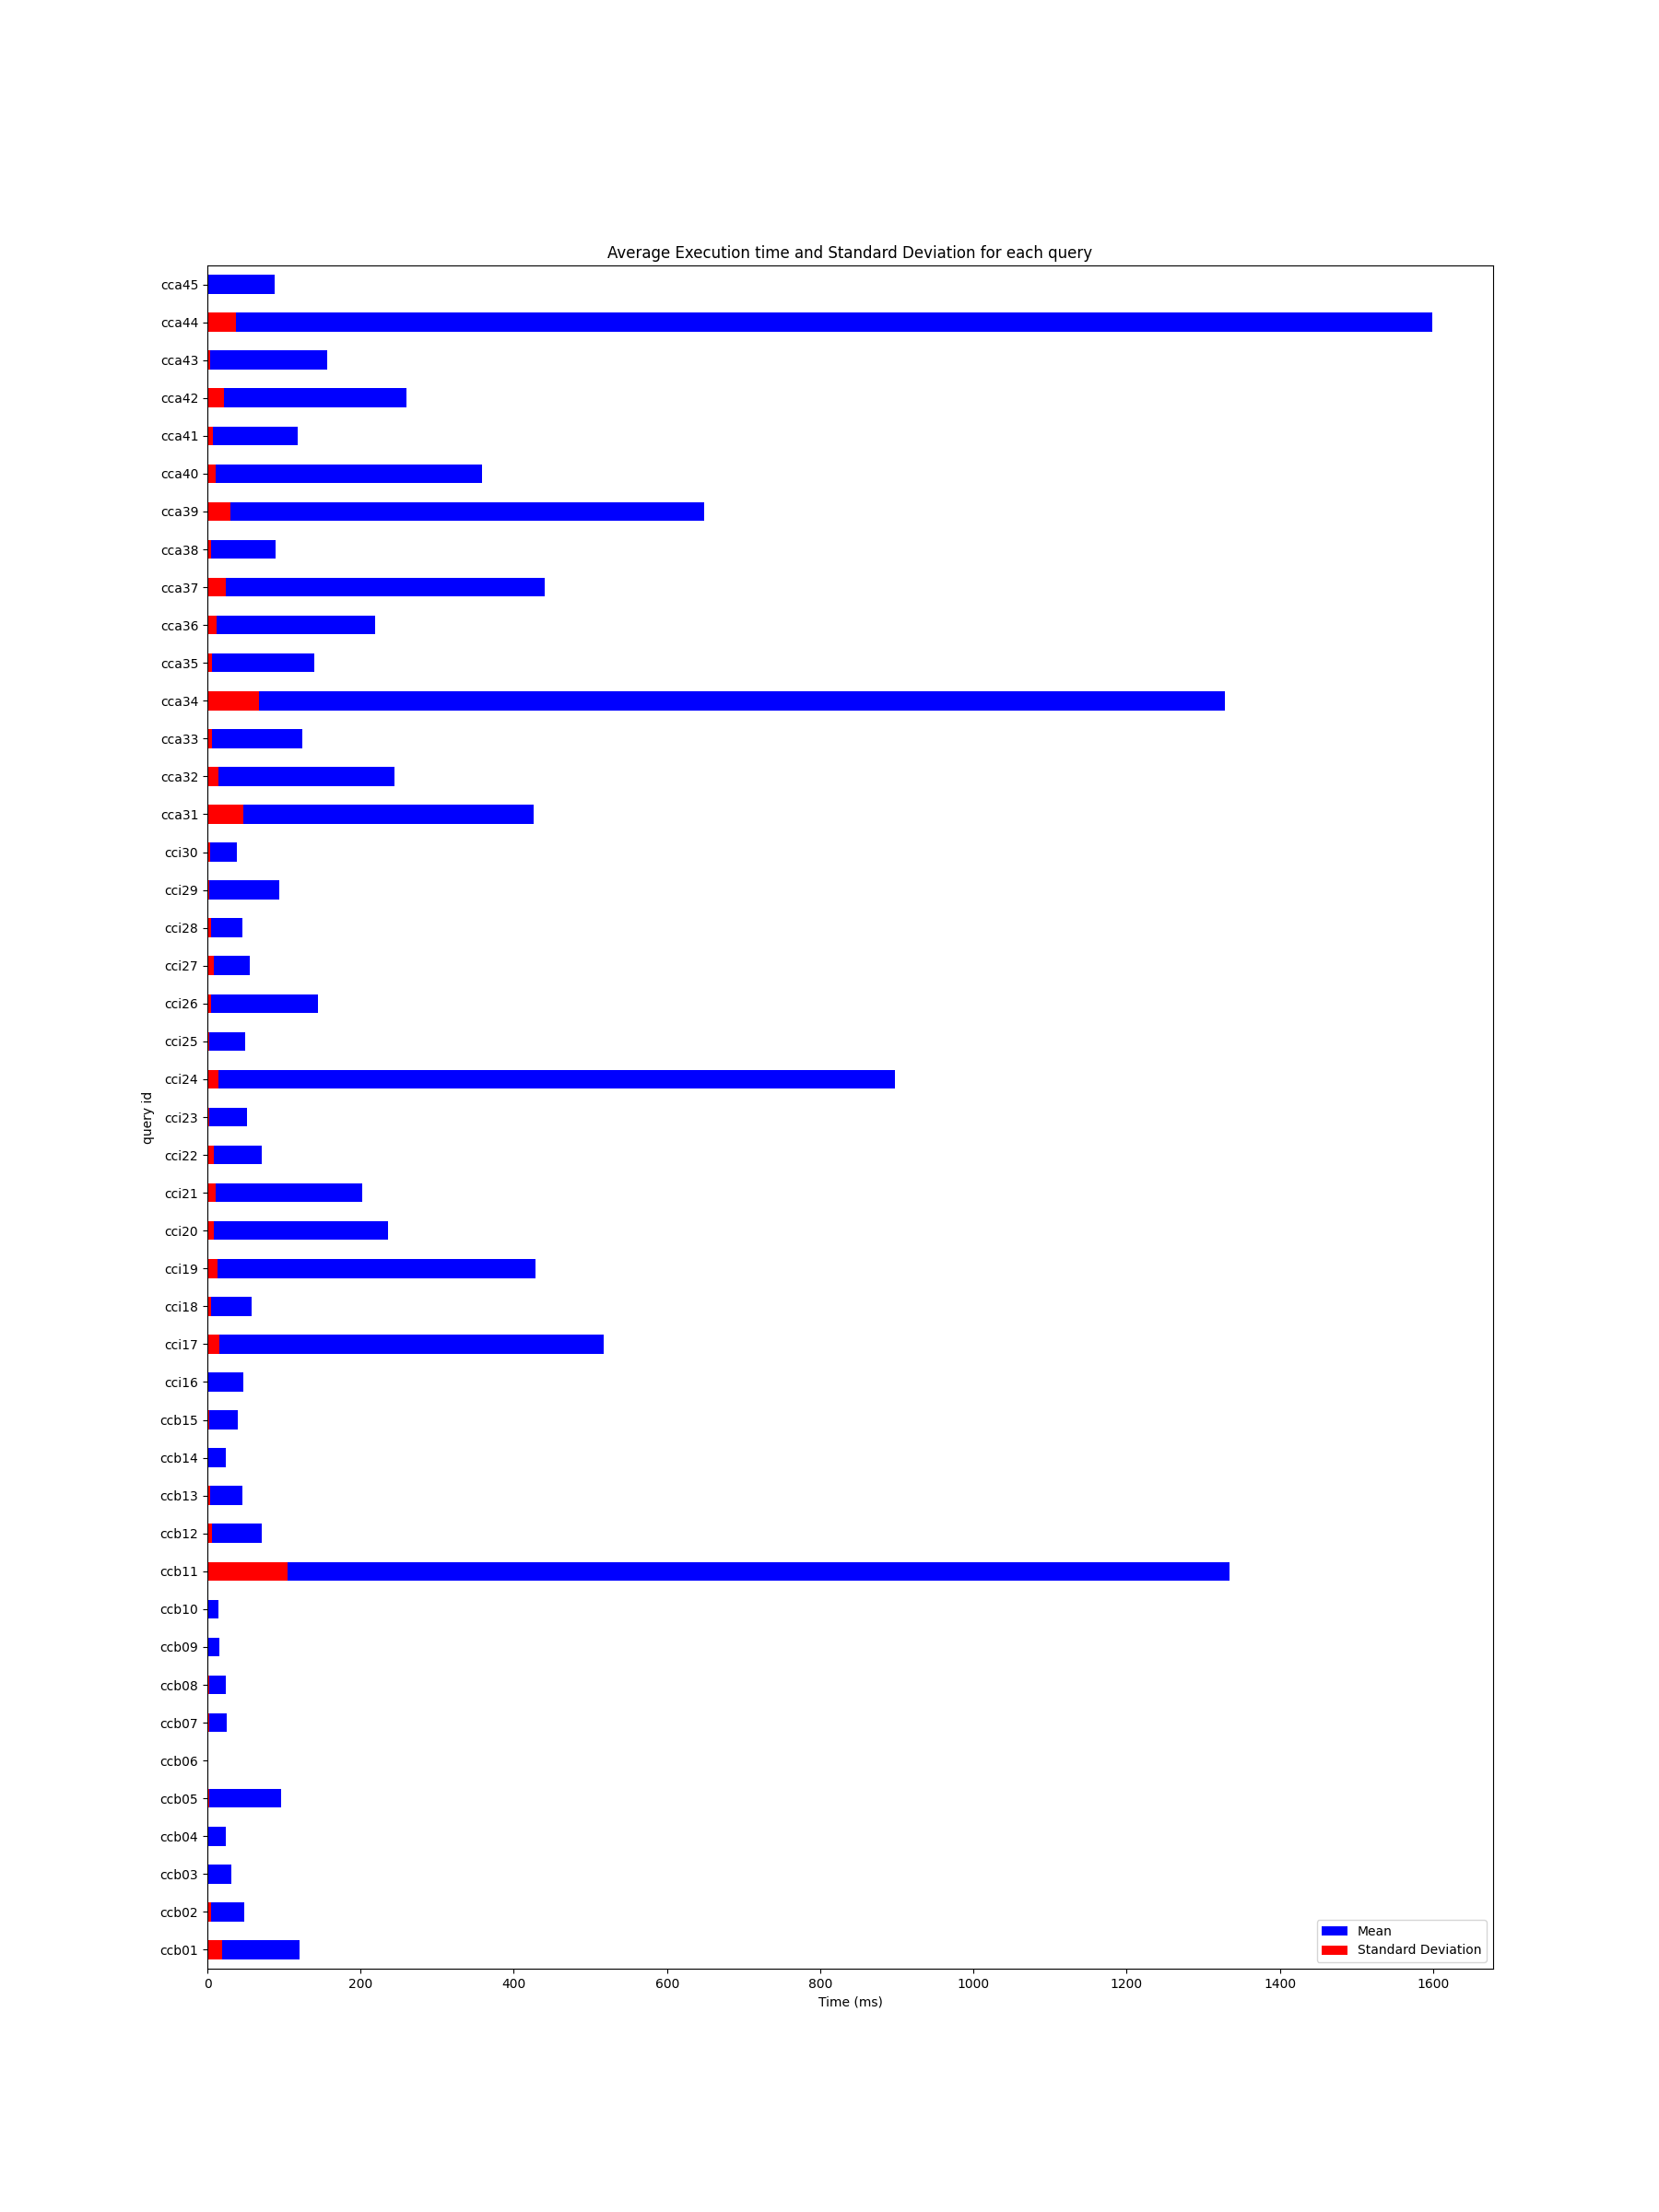 Average Execution time and Standard Deviation for each query
cca45
cca44
cca43
cca42
cca41
cca40
cca39
cca38
cca37
cca36
cca35
cca34
cca33
cca32
cca31
cci30
cci29
cci28
cci27
cci26
cci25
cci24
cci23
cci22
cci21
cci20
cci19
cci18
cci17
cci16
ccb15
ccb14
ccb13
ccb12
ccb11
ccb10
ccb09
ccb08
ccb07
ccb06
ccb05
ccb04
ccb03
ccb02
ccb01
query id
Mean
Standard Deviation
0 200 400 600 800 1000 1200 1400 1600
Time (ms)